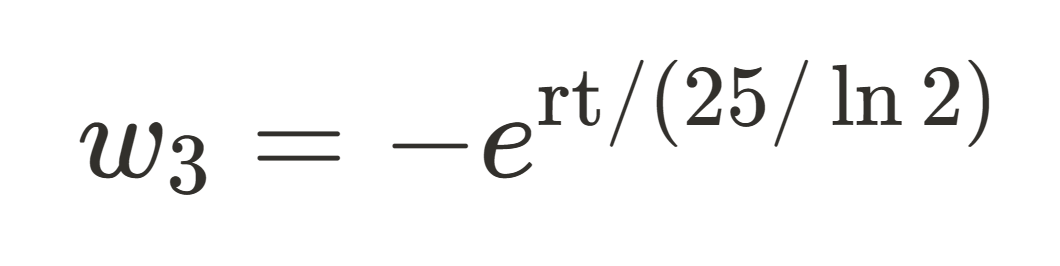 w₃ = −e^{rt/(25/ ln 2)}